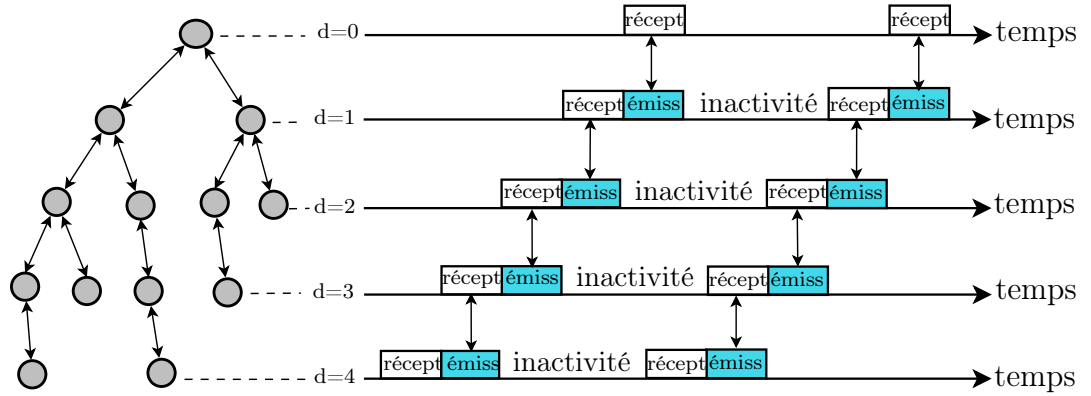 d=0 récept récept temps
d=1 récept émiss inactivité récept émiss temps
d=2 récept émiss inactivité récept émiss temps
d=3 récept émiss inactivité récept émiss temps
d=4 récept émiss inactivité récept émiss temps